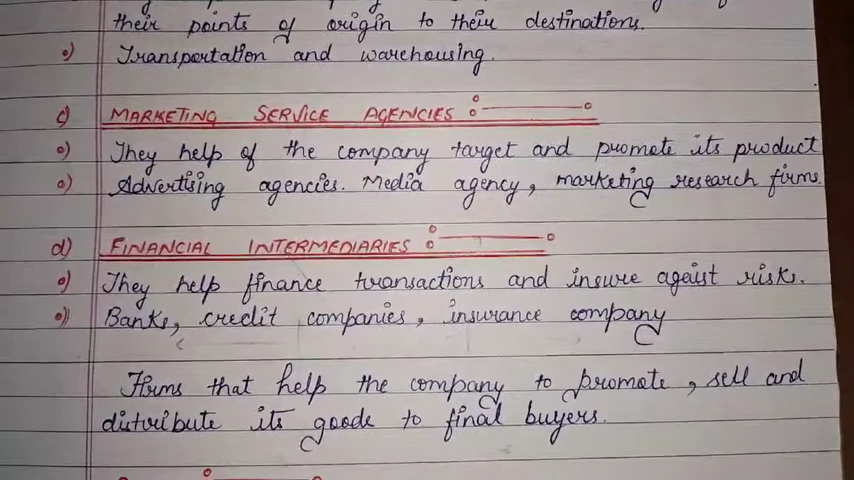 their points of origin to their destinations.
o) Transportation and warehousing.
c) MARKETING SERVICE AGENCIES :-
o) They help of the company target and promote its product
o) Advertising agencies. Media agency, marketing research firms.
d) FINANCIAL INTERMEDIARIES :-
o) They help finance transactions and insure ageist risks.
o) Banks, credit companies, insurance company
Firms that help the company to promote, sell and
distribute its goods to final buyers.